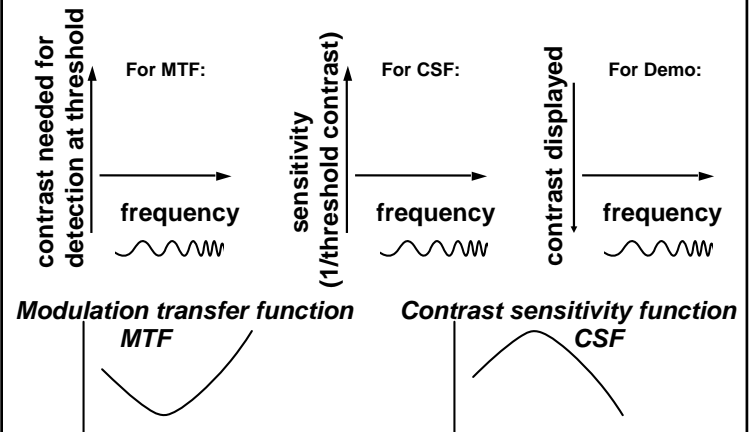 contrast needed for
detection at threshold
For MTF:
frequency
sensitivity
(1/threshold contrast)
For CSF:
frequency
contrast displayed
For Demo:
frequency
Modulation transfer function
MTF
Contrast sensitivity function
CSF